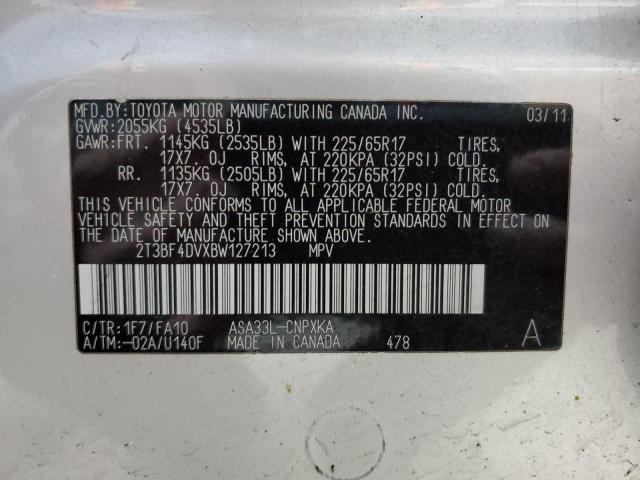 MFD.BY:TOYOTA MOTOR MANUFACTURING CANADA INC. 03/11
GVWR:2055KG (4535LB)
GAWR:FRT. 1145KG (2535LB) WITH 225/65R17 TIRES,
17X7.0J RIMS, AT 220KPA (32PSI) COLD.
RR. 1135KG (2505LB) WITH 225/65R17 TIRES,
17X7.0J RIMS, AT 220KPA (32PSI) COLD.
THIS VEHICLE CONFORMS TO ALL APPLICABLE FEDERAL MOTOR
VEHICLE SAFETY AND THEFT PREVENTION STANDARDS IN EFFECT ON
THE DATE OF MANUFACTURE SHOWN ABOVE.
2T3BF4DVXBW127213 MPV
C/TR:1F7/FA10 ASA33L-CNPXKA
A/TM:-02A/U140F MADE IN CANADA 478 A